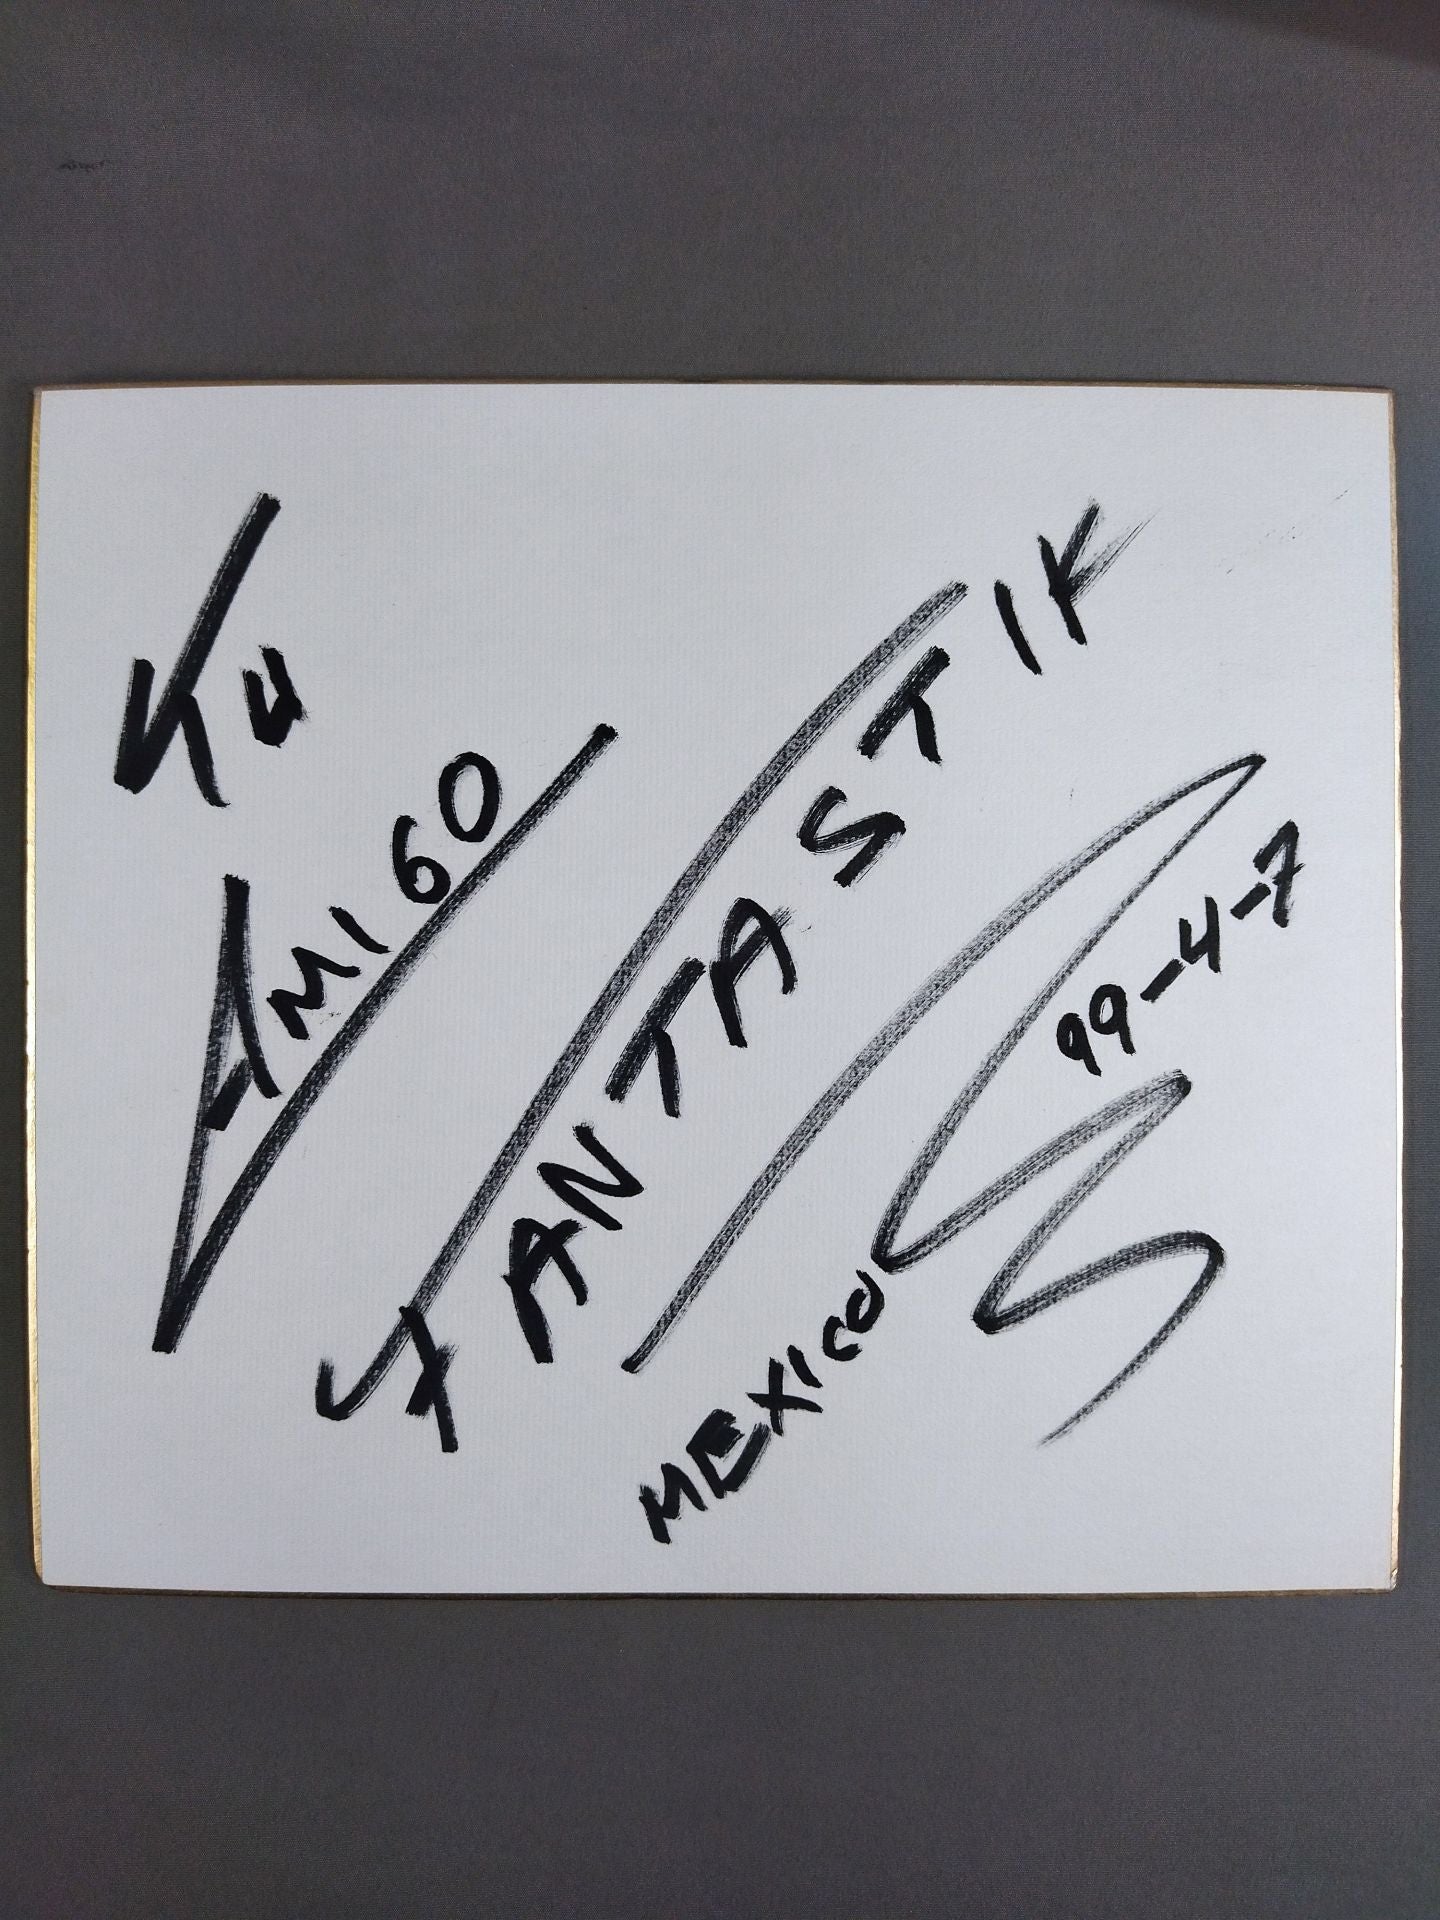 Tu
AMIGO
FANTASTIK
MEXICO
99-4-7